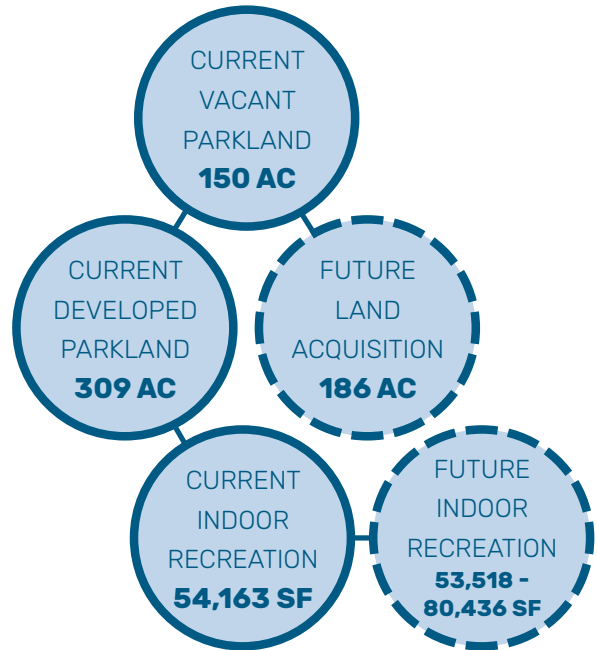 CURRENT
VACANT
PARKLAND
150 AC
CURRENT
DEVELOPED
PARKLAND
309 AC
FUTURE
LAND
ACQUISITION
186 AC
CURRENT
INDOOR
RECREATION
54,163 SF
FUTURE
INDOOR
RECREATION
53,518 -
80,436 SF